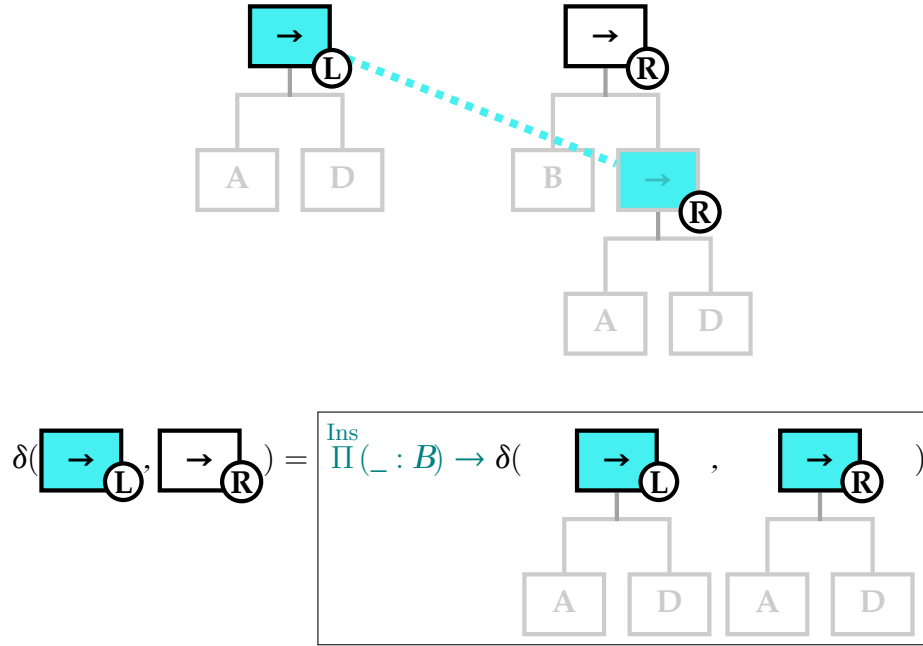 → →
L R
A D B →
R
A D
δ( → L , → R ) = Ins Π (_ : B) → δ( → L , → R )
A D A D